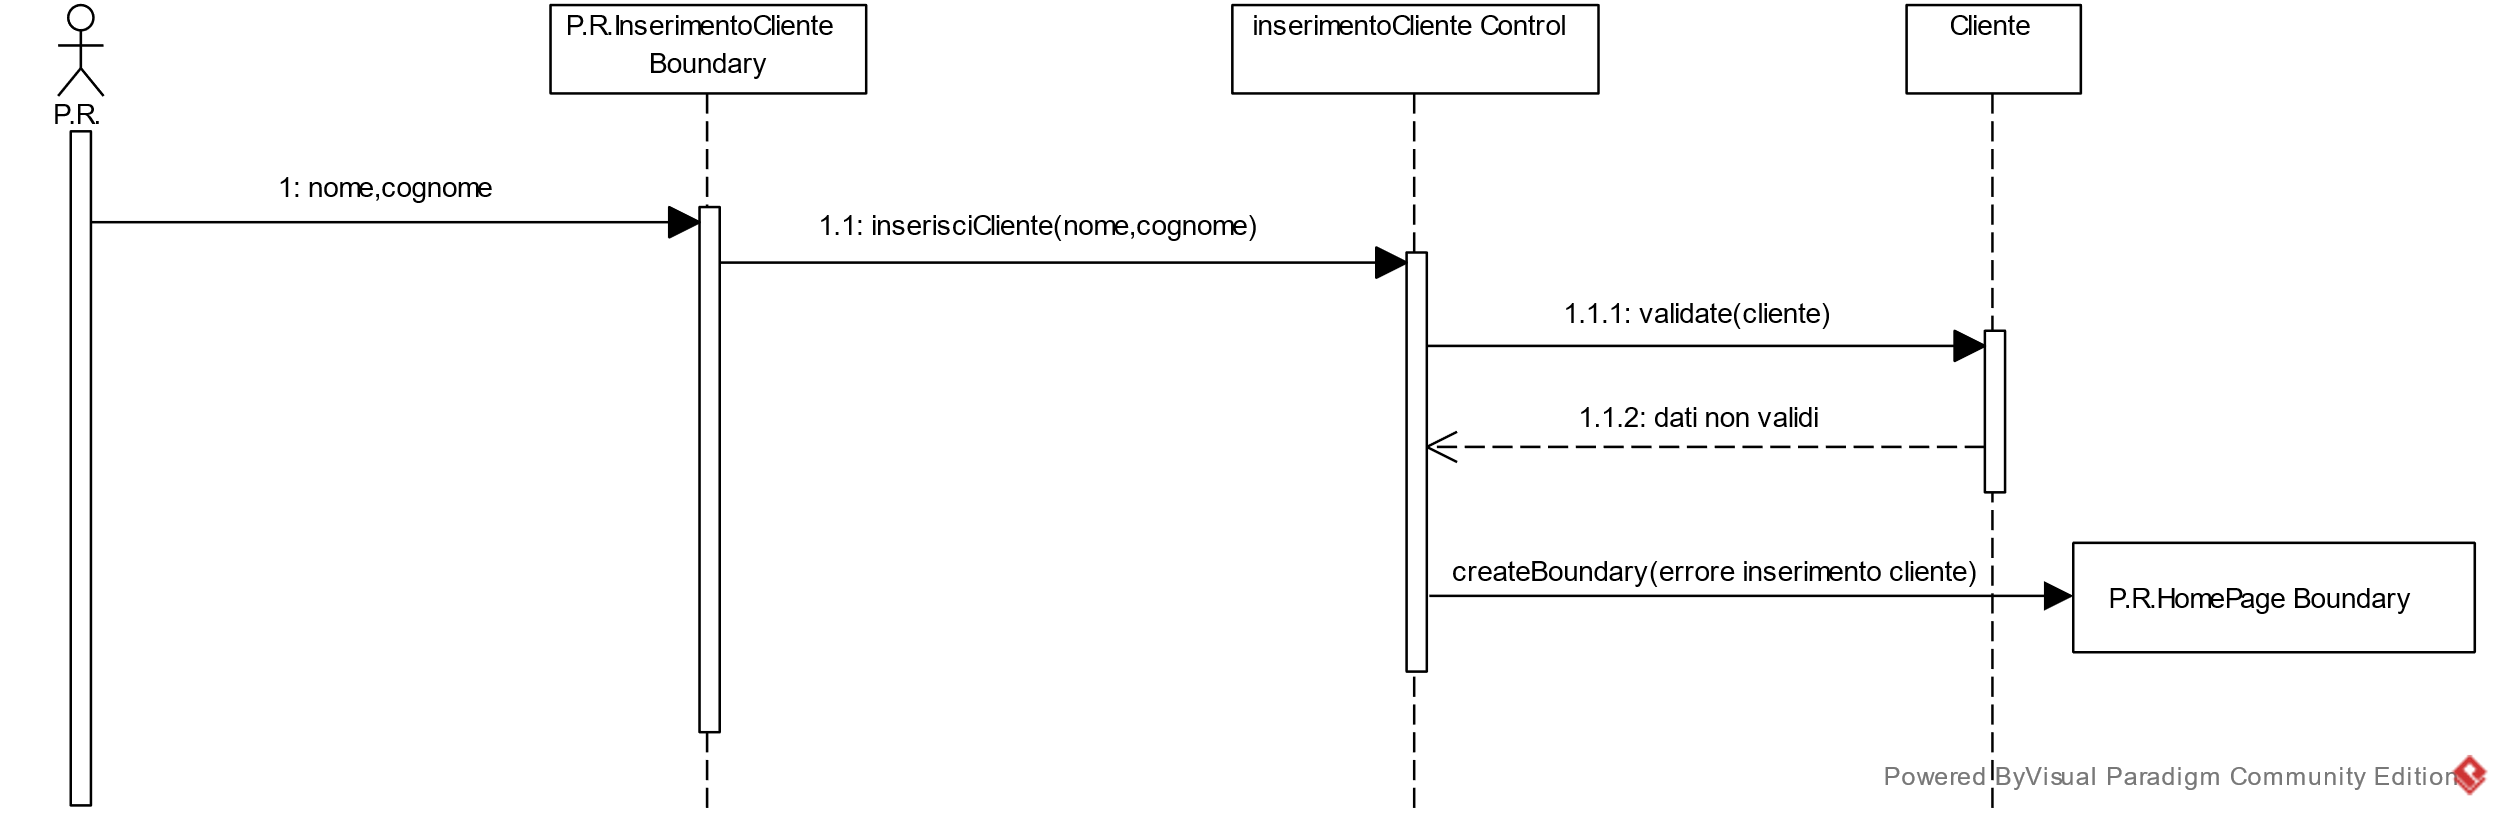 P.R.
P.R.InserimentoCliente
Boundary
inserimentoCliente Control
Cliente
1: nome,cognome
1.1: inserisciCliente(nome,cognome)
1.1.1: validate(cliente)
1.1.2: dati non validi
createBoundary(errore inserimento cliente)
P.R.HomePage Boundary
Powered ByVisual Paradigm Community Edition